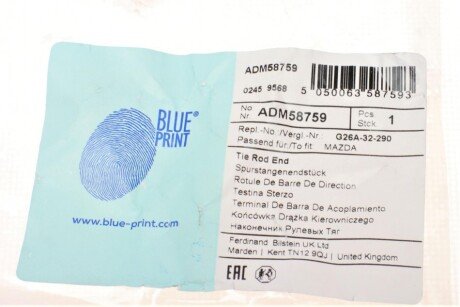 BLUE®
PRINT
www.blue-print.com
ADM58759
0245 9568
5 050063 587593
No
Nr. ADM58759
Pcs
Stck. 1
Repl.-No. /Vergl.-Nr. G26A-32-290
Passend für/To fit: MAZDA
Tie Rod End
Spurstangenendstück
Rotule De Barre De Direction
Testina Sterzo
Terminal De Barra De Acoplamiento
Końcówka Drążka Kierowniczego
Наконечник Рулевых Тяг
Ferdinand Bilstein UK Ltd
Marden | Kent TN12 9QJ | United Kingdom
EAC